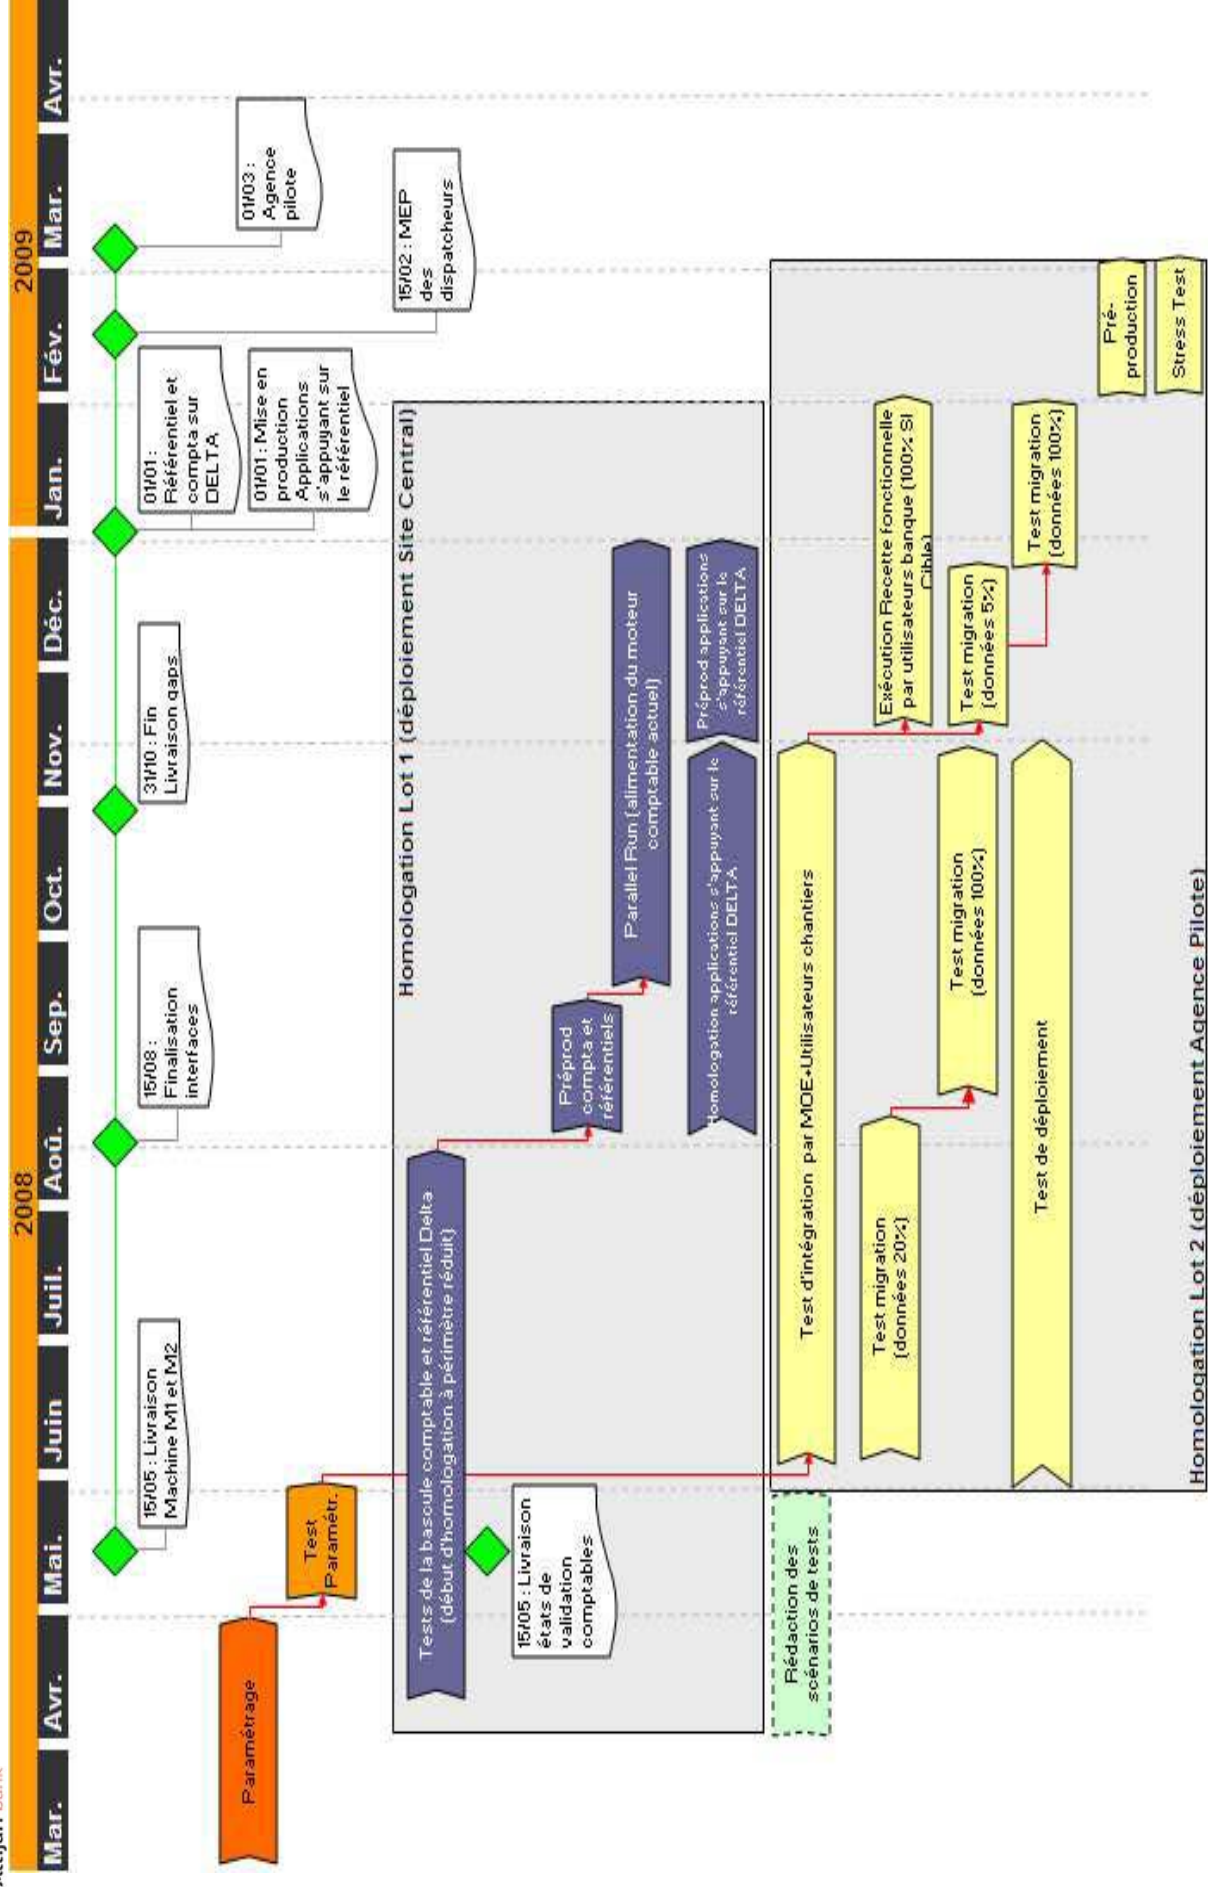 2008
2009
Mar.
Avr.
Mai.
Juin
Juil.
Aoû.
Sep.
Oct.
Nov.
Déc.
Jan.
Fév.
Mar.
Avr.
15/05 : Livraison
Machine M1 et M2
15/08 :
Finalisation
interfaces
31/10 : Fin
Livraison gaps
01/01 :
Référentiel et
compta sur
DELTA
01/01 : Mise en
production
Applications
s'appuyant sur
le référentiel
15/02 : MEP
des
dispatcheurs
01/03 :
Agence
pilote
Paramétrage
Test
Paramétr.
Homologation Lot 1 (déploiement Site Central)
Tests de la bascule comptable et référentiel Delta
(début d'homologation à périmètre réduit)
15/05 : Livraison
états de
validation
comptables
Préprod
compta et
référentiels
Parallel Run (alimentation du moteur
comptable actuel)
Homologation applications s'appuyant sur le
référentiel DELTA
Préprod applications
s'appuyant sur le
référentiel DELTA
Rédaction des
scénarios de tests
Test d'intégration par MOE+Utilisateurs chantiers
Test migration
(données 20%)
Test migration
(données 100%)
Test de déploiement
Exécution Recette fonctionnelle
par utilisateurs banque (100% SI
Cible)
Test migration
(données 5%)
Test migration
(données 100%)
Pré-
production
Stress Test
Homologation Lot 2 (déploiement Agence Pilote)